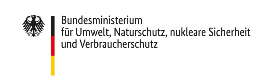 Bundesministerium
für Umwelt, Naturschutz, nukleare Sicherheit
und Verbraucherschutz